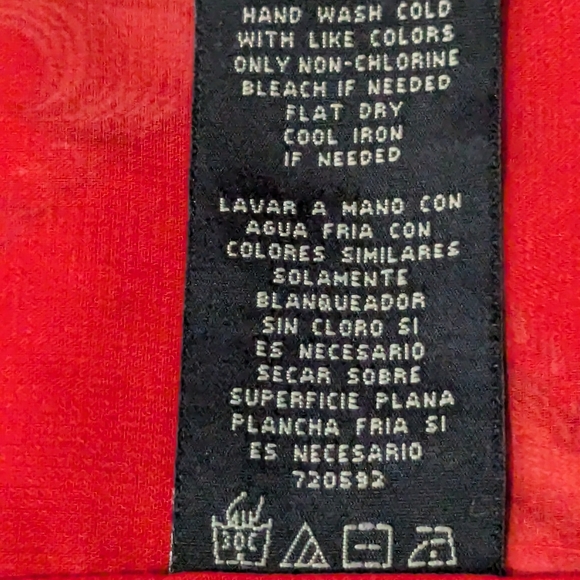 HAND WASH COLD
WITH LIKE COLORS
ONLY NON-CHLORINE
BLEACH IF NEEDED
FLAT DRY
COOL IRON
IF NEEDED
LAVAR A MANO CON
AGUA FRIA CON
COLORES SIMILARES
SOLAMENTE
BLANQUEADOR
SIN CLORO SI
ES NECESARIO
SECAR SOBRE
SUPERFICIE PLANA
PLANCHA FRIA SI
ES NECESARIO
720592
30C